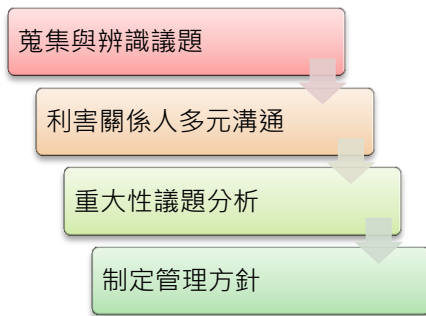 蒐集與辨識議題
利害關係人多元溝通
重大性議題分析
制定管理方針